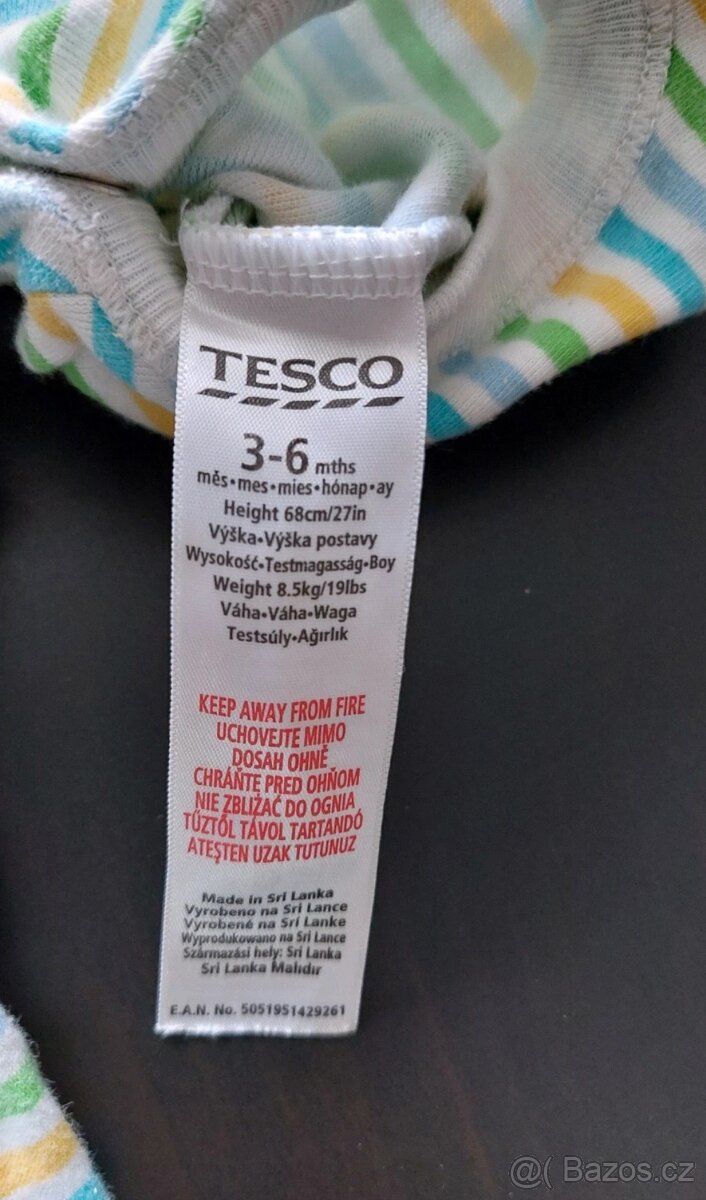 TESCO
3-6 mths
měs•mes•mies•hónap•ay
Height 68cm/27in
Výška•Výška postavy
Wysokość•Testmagasság•Boy
Weight 8.5kg/19lbs
Váha•Váha•Waga
Testsúly•Ağırlık
KEEP AWAY FROM FIRE
UCHOVEJTE MIMO
DOSAH OHNĚ
CHRÁŇTE PRED OHŇOM
NIE ZBLIŻAĆ DO OGNIA
TŰZTŐL TÁVOL TARTANDÓ
ATEŞTEN UZAK TUTUNUZ
Made in Sri Lanka
Vyrobeno na Srí Lance
Vyrobené na Srí Lanke
Wyprodukowano na Sri Lance
Származási hely: Srí Lanka
Sri Lanka Malıdır
E.A.N. No. 5051951429261
@( Bazos.cz